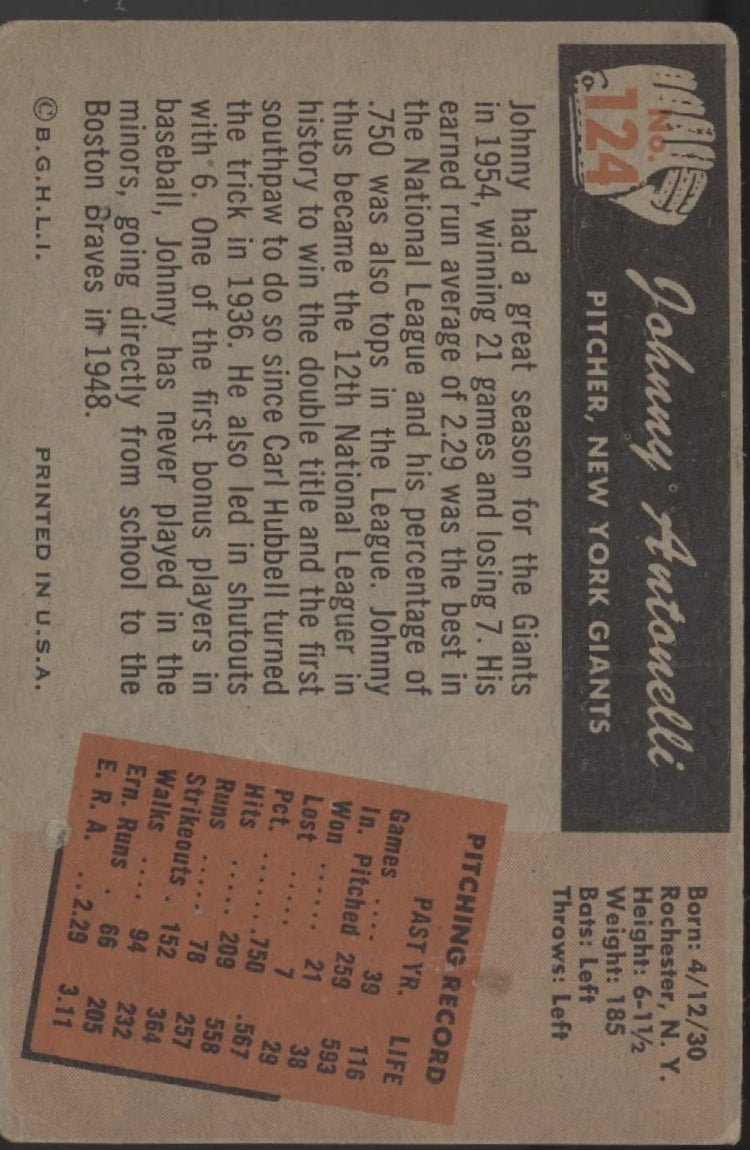 No.
124
Johnny Antonelli
PITCHER, NEW YORK GIANTS
Born: 4/12/30
Rochester, N. Y.
Height: 6-1½
Weight: 185
Bats: Left
Throws: Left
Johnny had a great season for the Giants
in 1954, winning 21 games and losing 7. His
earned run average of 2.29 was the best in
the National League and his percentage of
.750 was also tops in the League. Johnny
thus became the 12th National Leaguer in
history to win the double title and the first
southpaw to do so since Carl Hubbell turned
the trick in 1936. He also led in shutouts
with 6. One of the first bonus players in
baseball, Johnny has never played in the
minors, going directly from school to the
Boston Braves in 1948.
PITCHING RECORD
PAST YR. LIFE
Games .... 39 116
In. Pitched 259 593
Won ...... 21 38
Lost ...... 7 29
Pct. ........750 .567
Hits ...... 209 558
Runs ..... 78 257
Strikeouts . 152 364
Walks .... 94 232
Ern. Runs . 66 205
E. R. A. .. 2.29 3.11
© B.G.H.L.I.
PRINTED IN U.S.A.